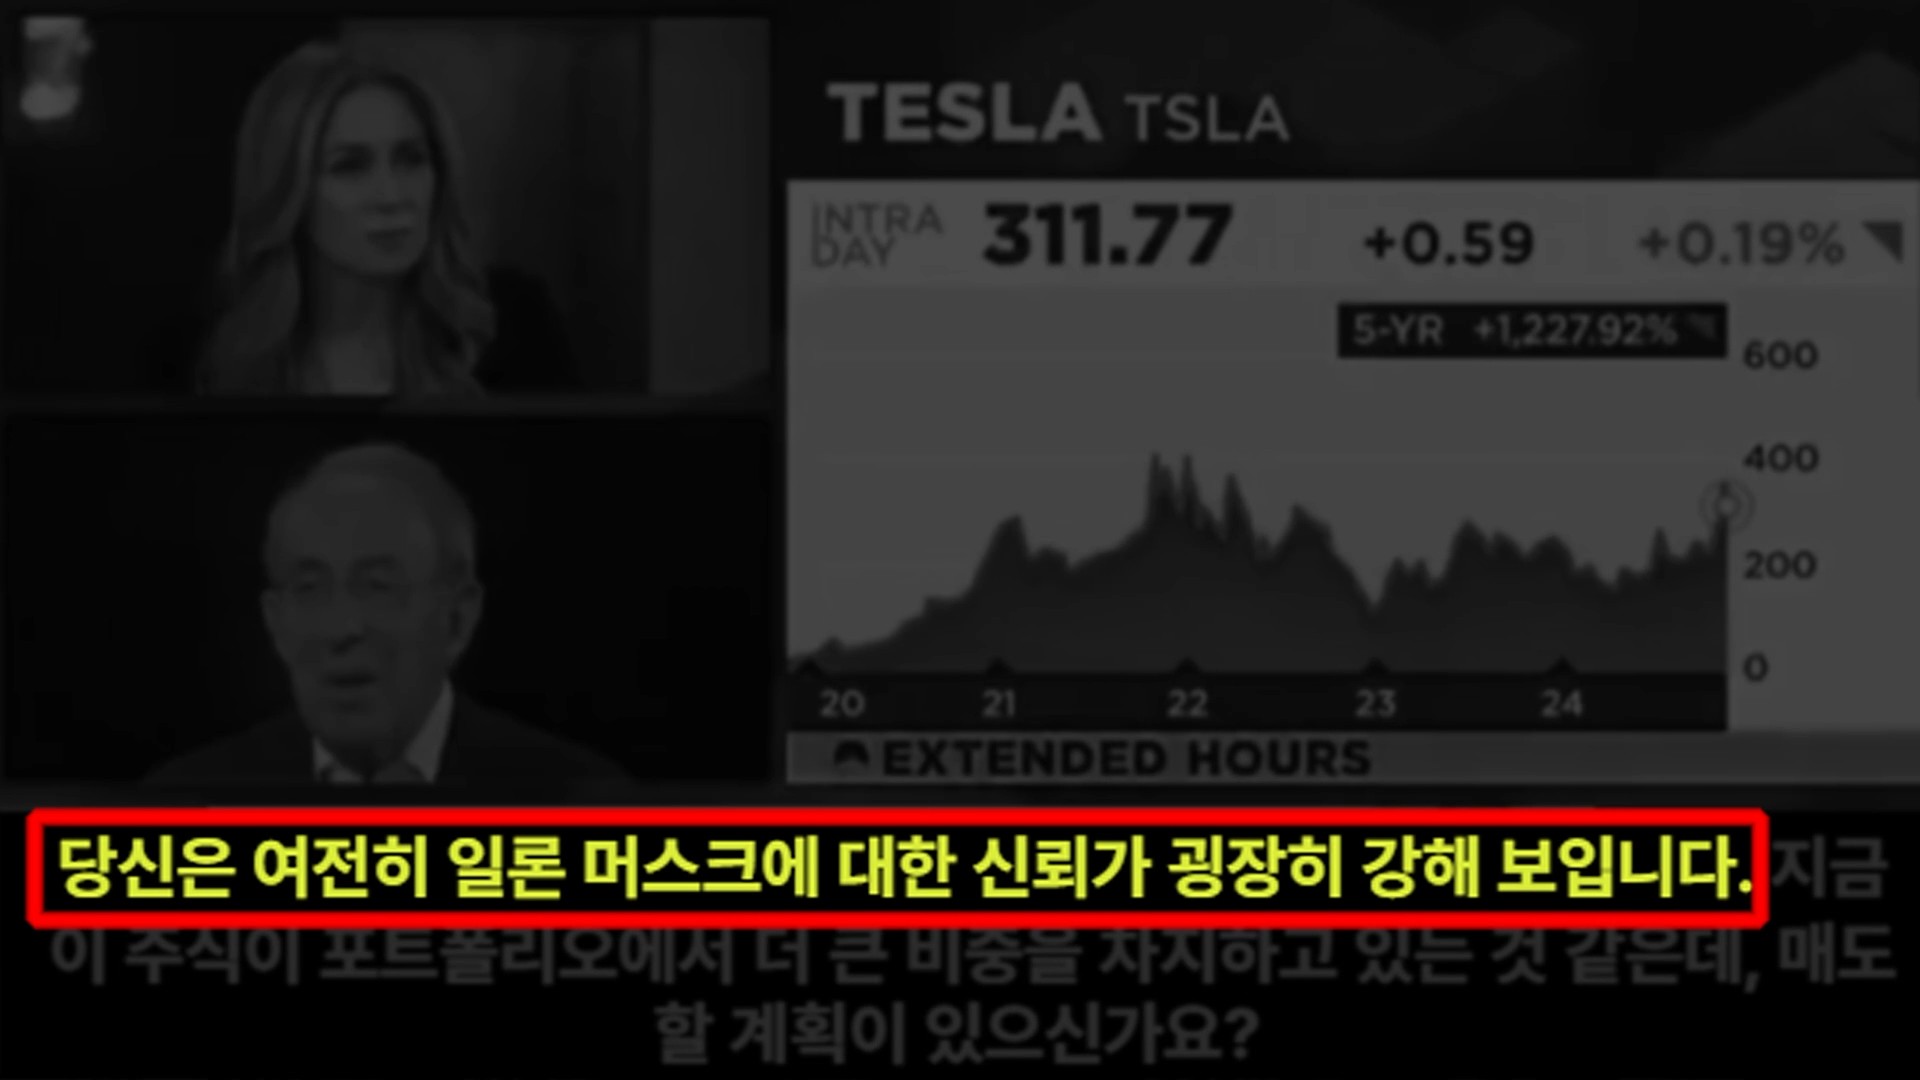 TESLA TSLA
INTRA DAY 311.77 +0.59 +0.19%
5-YR +1,227.92%
600
400
200
0
20 21 22 23 24
EXTENDED HOURS
당신은 여전히 일론 머스크에 대한 신뢰가 굉장히 강해 보입니다. 지금
이 주식이 포트폴리오에서 더 큰 비중을 차지하고 있는 것 같은데, 매도
할 계획이 있으신가요?